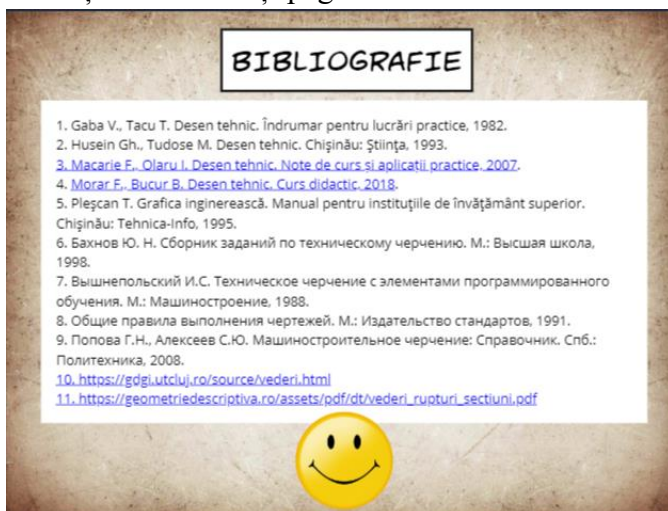 BIBLIOGRAFIE
1. Gaba V., Tacu T. Desen tehnic. Îndrumar pentru lucrări practice, 1982.
2. Husein Gh., Tudose M. Desen tehnic. Chişinău: Ştiinţa, 1993.
3. Macarie F., Olaru I. Desen tehnic. Note de curs și aplicații practice, 2007.
4. Morar F., Bucur B. Desen tehnic. Curs didactic, 2018.
5. Pleşcan T. Grafica inginerească. Manual pentru instituţiile de învăţământ superior.
Chişinău: Tehnica-Info, 1995.
6. Бахнов Ю. Н. Сборник заданий по техническому черчению. М.: Высшая школа,
1998.
7. Вышнепольский И.С. Техническое черчение с элементами программированного
обучения. М.: Машиностроение, 1988.
8. Общие правила выполнения чертежей. М.: Издательство стандартов, 1991.
9. Попова Г.Н., Алексеев С.Ю. Машиностроительное черчение: Справочник. Спб.:
Политехника, 2008.
10. https://gdgi.utcluj.ro/source/vederi.html
11. https://geometriedescriptiva.ro/assets/pdf/dt/vederi_rupturi_sectiuni.pdf